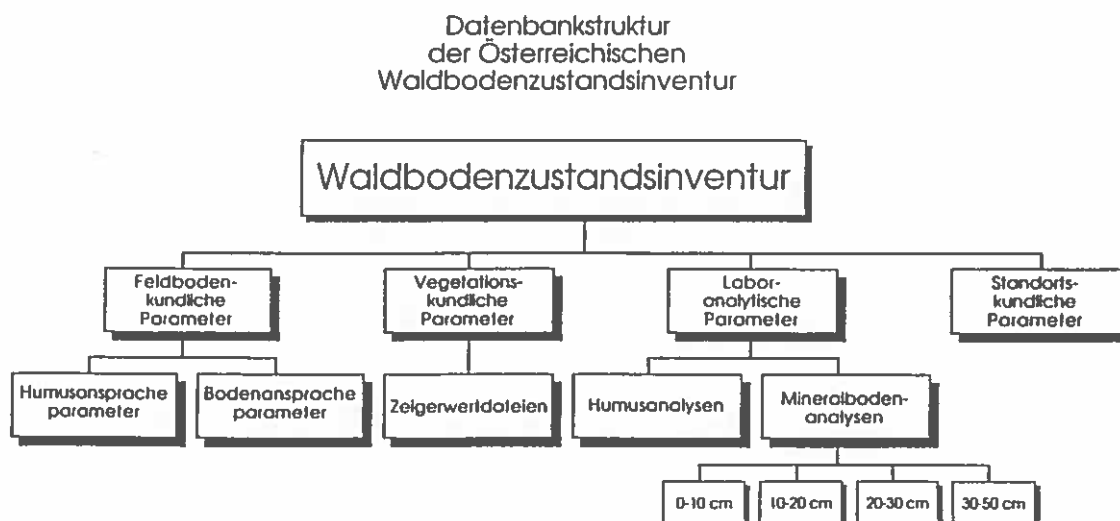 Datenbankstruktur
der Österreichischen
Waldbodenzustandsinventur
Waldbodenzustandsinventur
Feldboden-
kundliche
Parameter
Vegetations-
kundliche
Parameter
Labor-
analytische
Parameter
Standorts-
kundliche
Parameter
Humusansprache
parameter
Bodenansprache
parameter
Zeigerwertdateien
Humusanalysen
Mineralboden-
analysen
0-10 cm
10-20 cm
20-30 cm
30-50 cm